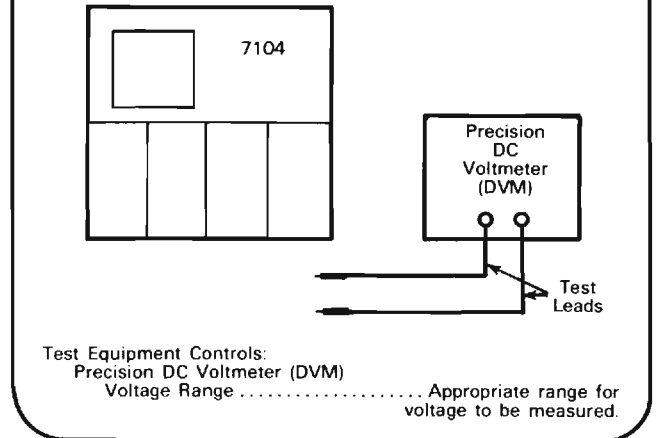 7104
Precision
DC
Voltmeter
(DVM)
Test
Leads
Test Equipment Controls:
Precision DC Voltmeter (DVM)
Voltage Range . . . . . . . . . . . . . . . . . . . . Appropriate range for
voltage to be measured.